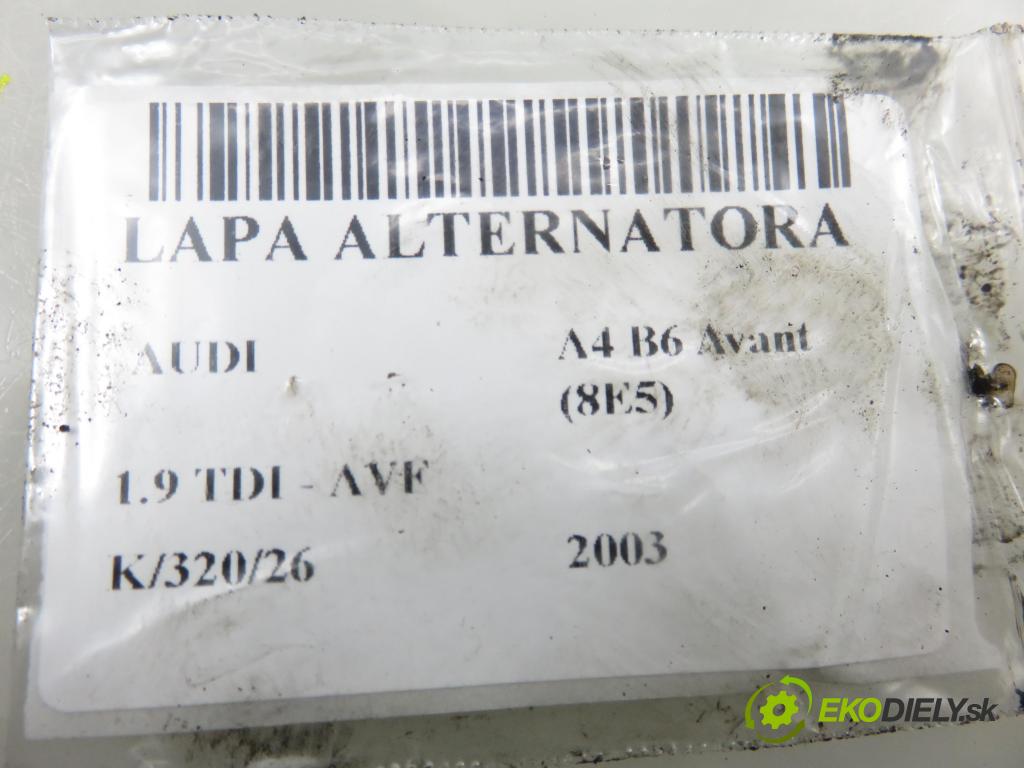 LAPA ALTERNATORA
AUDI
A4 B6 Avant
(8E5)
1.9 TDI - AVF
K/320/26
2003
EKODIELY.sk